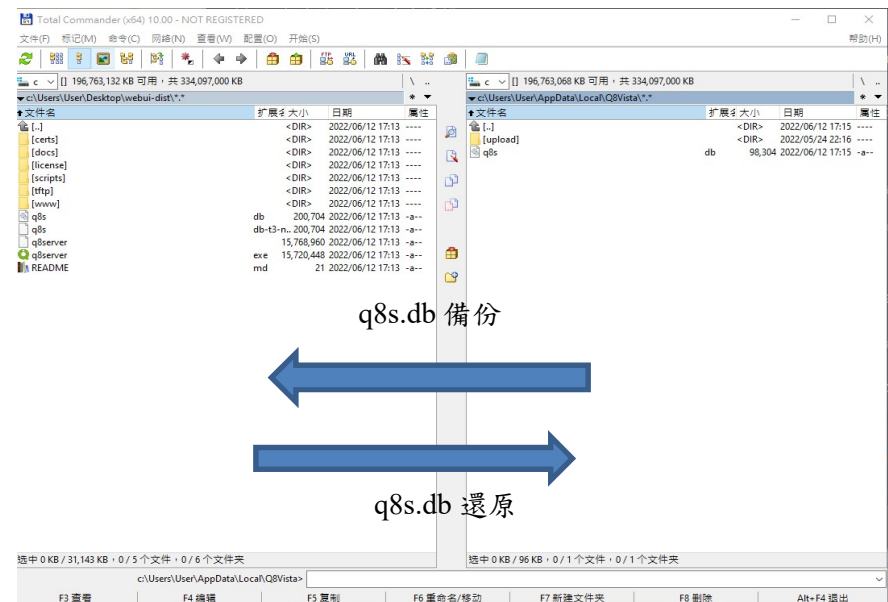 Total Commander (x64) 10.00 - NOT REGISTERED
文件(F) 标记(M) 命令(C) 网络(N) 查看(W) 配置(O) 开始(S) 帮助(H)
FTP URL
c [] 196,763,132 KB 可用，共 334,097,000 KB \ ..
c [] 196,763,068 KB 可用，共 334,097,000 KB \ ..
c:\Users\User\Desktop\webui-dist\*.* * 
c:\Users\User\AppData\Local\Q8Vista\*.* *
文件名 扩展名 大小 日期 属性
[..] <DIR> 2022/06/12 17:13 ----
[certs] <DIR> 2022/06/12 17:13 ----
[docs] <DIR> 2022/06/12 17:13 ----
[license] <DIR> 2022/06/12 17:13 ----
[scripts] <DIR> 2022/06/12 17:13 ----
[tftp] <DIR> 2022/06/12 17:13 ----
[www] <DIR> 2022/06/12 17:13 ----
q8s db 200,704 2022/06/12 17:13 -a--
q8s db-t3-n.. 200,704 2022/06/12 17:13 -a--
q8server 15,768,960 2022/06/12 17:13 -a--
q8server exe 15,720,448 2022/06/12 17:13 -a--
README md 21 2022/06/12 17:13 -a--
文件名 扩展名 大小 日期 属性
[..] <DIR> 2022/06/12 17:15 ----
[upload] <DIR> 2022/05/24 22:16 ----
q8s db 98,304 2022/06/12 17:15 -a--
q8s.db 備份
q8s.db 還原
选中 0 KB / 31,143 KB，0 / 5 个文件，0 / 6 个文件夹
选中 0 KB / 96 KB，0 / 1 个文件，0 / 1 个文件夹
c:\Users\User\AppData\Local\Q8Vista>
F3 查看 F4 编辑 F5 复制 F6 重命名/移动 F7 新建文件夹 F8 删除 Alt+F4 退出